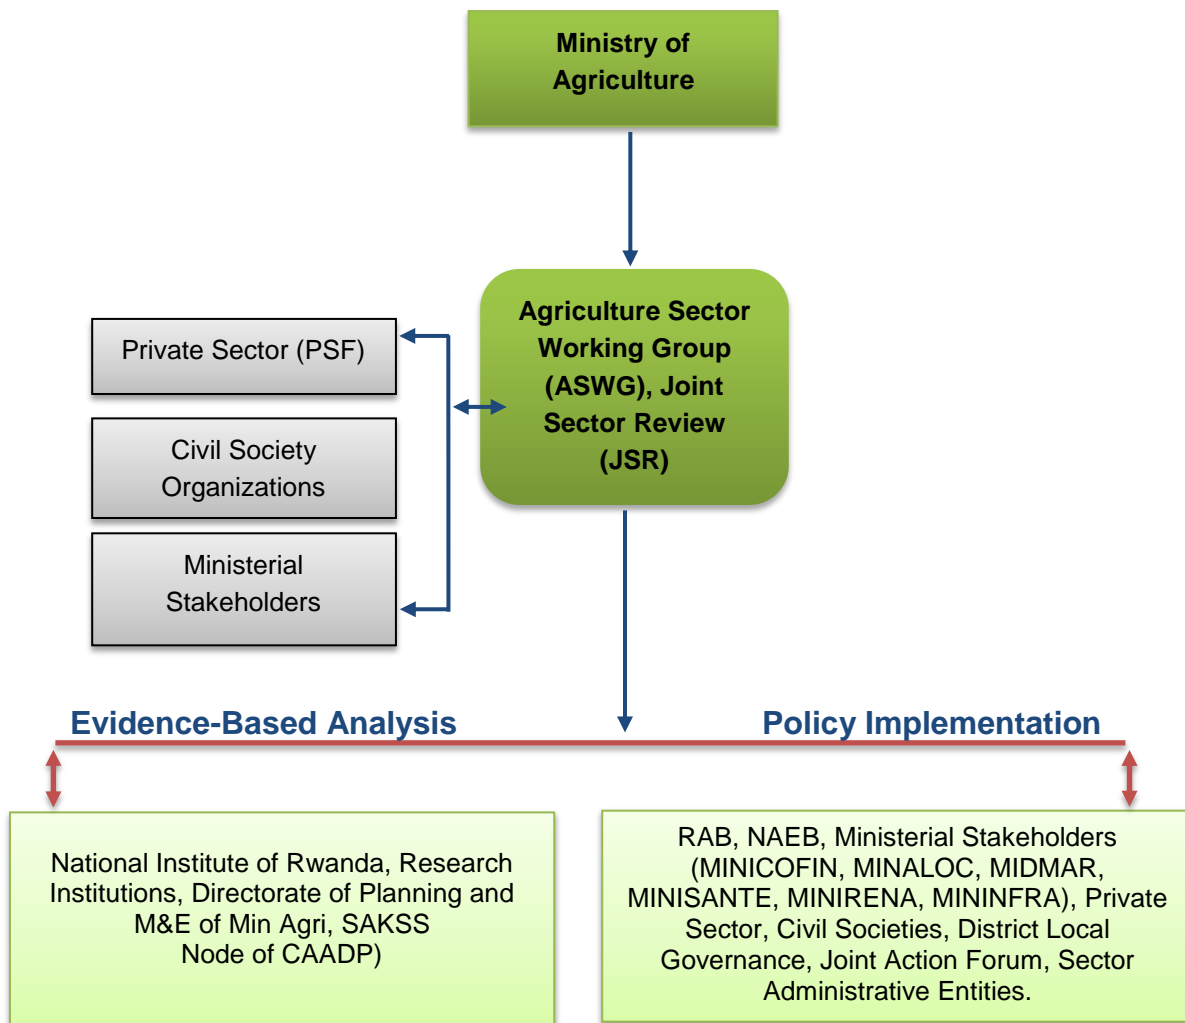 Ministry of
Agriculture
Agriculture Sector
Working Group
(ASWG), Joint
Sector Review
(JSR)
Private Sector (PSF)
Civil Society
Organizations
Ministerial
Stakeholders
Evidence-Based Analysis
Policy Implementation
National Institute of Rwanda, Research
Institutions, Directorate of Planning and
M&E of Min Agri, SAKSS
Node of CAADP)
RAB, NAEB, Ministerial Stakeholders
(MINICOFIN, MINALOC, MIDMAR,
MINISANTE, MINIRENA, MININFRA), Private
Sector, Civil Societies, District Local
Governance, Joint Action Forum, Sector
Administrative Entities.